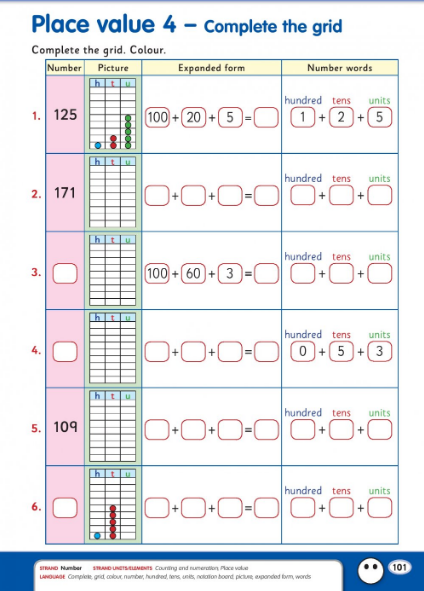 Place value 4 – Complete the grid
Complete the grid. Colour.
Number Picture Expanded form Number words
h t u
hundred tens units
1. 125 100 + 20 + 5 = 1 + 2 + 5
h t u
hundred tens units
2. 171 + + = + +
h t u
hundred tens units
3. 100 + 60 + 3 = + +
h t u
hundred tens units
4. + + = 0 + 5 + 3
h t u
hundred tens units
5. 109 + + = + +
h t u
hundred tens units
6. + + = + +
STRAND Number STRAND UNITS/ELEMENTS Counting and numeration, Place value
LANGUAGE Complete, grid, colour, number, hundred, tens, units, notation board, picture, expanded form, words
101